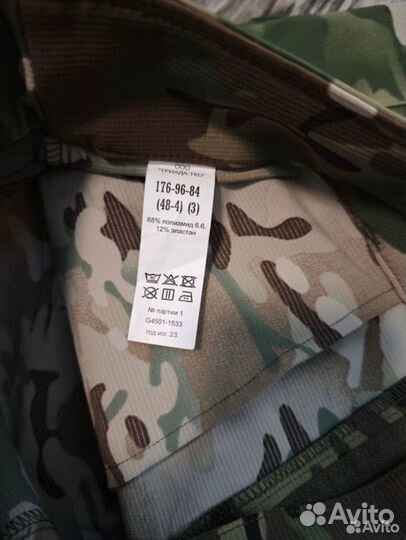 ООО
"ТРИАДА-ТКО"
176-96-84
(48-4) (3)
88% полиамид 6.6,
12% эластан
№ партии 1
G4501-1533
год изг. 23
Avito
Avito